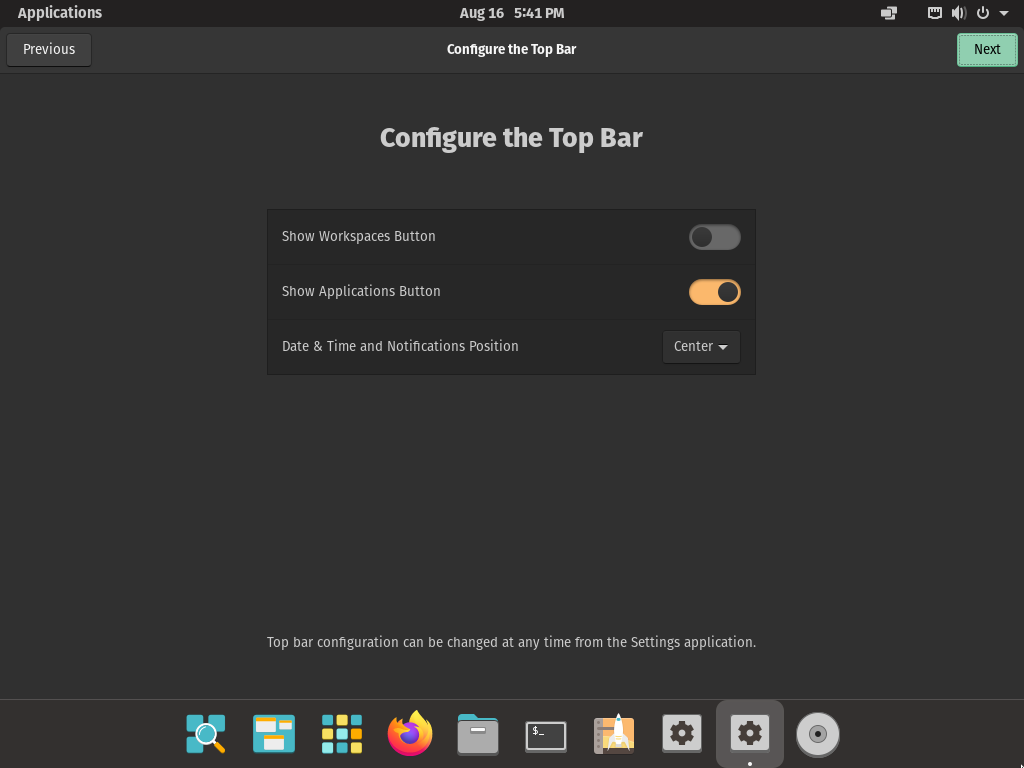 Applications
Aug 16 5:41 PM
Previous
Configure the Top Bar
Next
Configure the Top Bar
Show Workspaces Button
Show Applications Button
Date & Time and Notifications Position
Center
Top bar configuration can be changed at any time from the Settings application.
$_